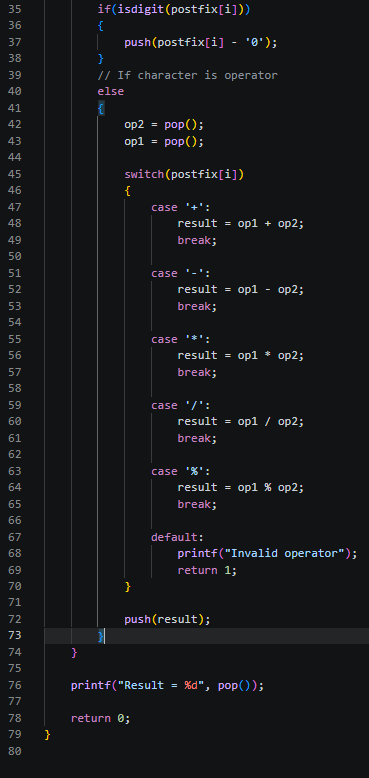 35 if(isdigit(postfix[i]))
36 {
37 push(postfix[i] - '0');
38 }
39 // If character is operator
40 else
41 {
42 op2 = pop();
43 op1 = pop();
44
45 switch(postfix[i])
46 {
47 case '+':
48 result = op1 + op2;
49 break;
50
51 case '-':
52 result = op1 - op2;
53 break;
54
55 case '*':
56 result = op1 * op2;
57 break;
58
59 case '/':
60 result = op1 / op2;
61 break;
62
63 case '%':
64 result = op1 % op2;
65 break;
66
67 default:
68 printf("Invalid operator");
69 return 1;
70 }
71
72 push(result);
73 }
74 }
75
76 printf("Result = %d", pop());
77
78 return 0;
79 }
80